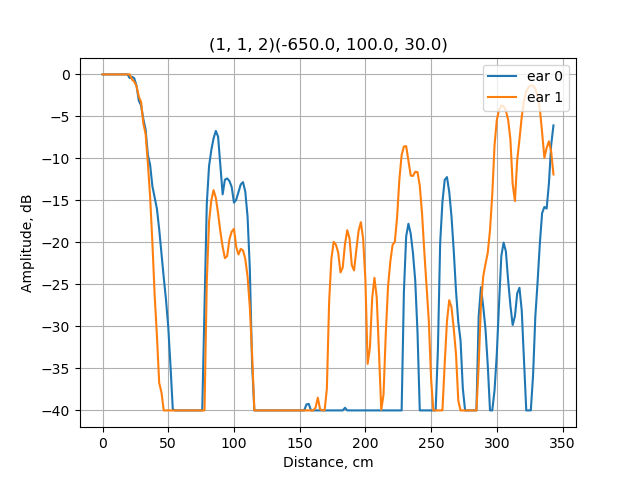 (1, 1, 2)(-650.0, 100.0, 30.0)
ear 0
ear 1
0
−5
−10
−15
−20
−25
−30
−35
−40
Amplitude, dB
0 50 100 150 200 250 300 350
Distance, cm